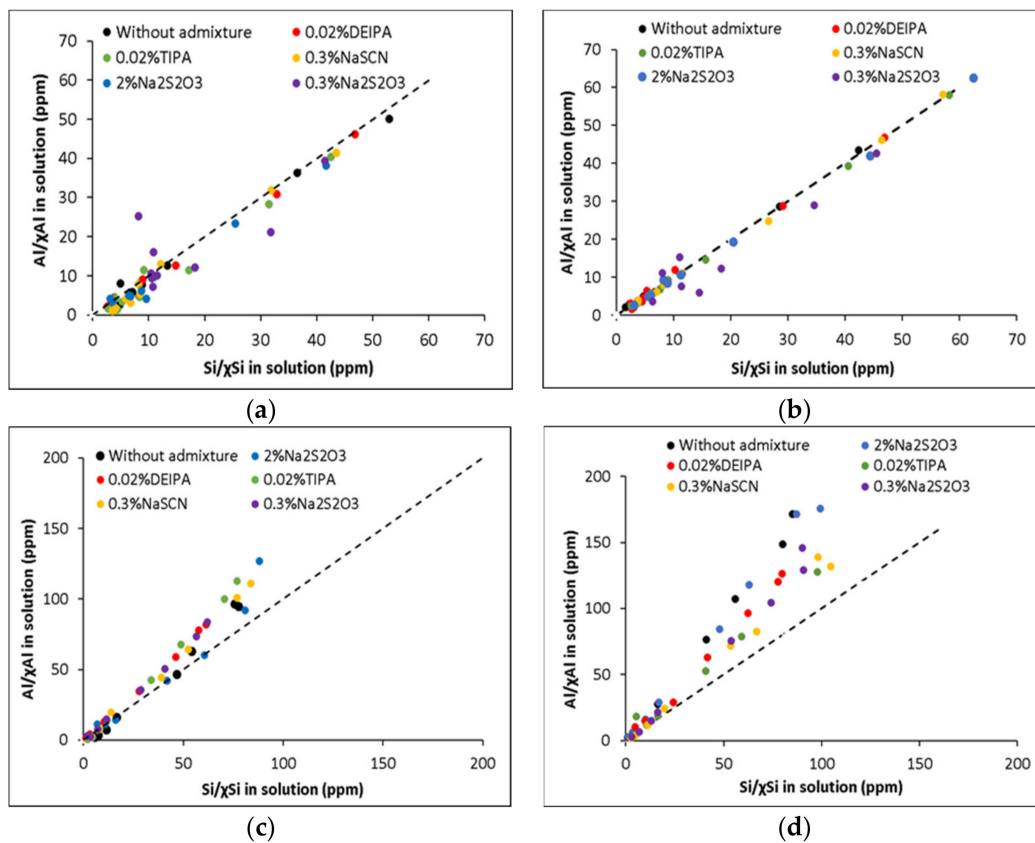 Without admixture 0.02%DEIPA
0.02%TIPA 0.3%NaSCN
2%Na2S2O3 0.3%Na2S2O3
Al/χAl in solution (ppm)
70
60
50
40
30
20
10
0
0 10 20 30 40 50 60 70
Si/χSi in solution (ppm)
(a)
Without admixture 0.02%DEIPA
0.02%TIPA 0.3%NaSCN
2%Na2S2O3 0.3%Na2S2O3
Al/χAl in solution (ppm)
70
60
50
40
30
20
10
0
0 10 20 30 40 50 60 70
Si/χSi in solution (ppm)
(b)
Without admixture 2%Na2S2O3
0.02%DEIPA 0.02%TIPA
0.3%NaSCN 0.3%Na2S2O3
Al/χAl in solution (ppm)
200
150
100
50
0
0 50 100 150 200
Si/χSi in solution (ppm)
(c)
Without admixture 2%Na2S2O3
0.02%DEIPA 0.02%TIPA
0.3%NaSCN 0.3%Na2S2O3
Al/χAl in solution (ppm)
200
150
100
50
0
0 50 100 150 200
Si/χSi in solution (ppm)
(d)